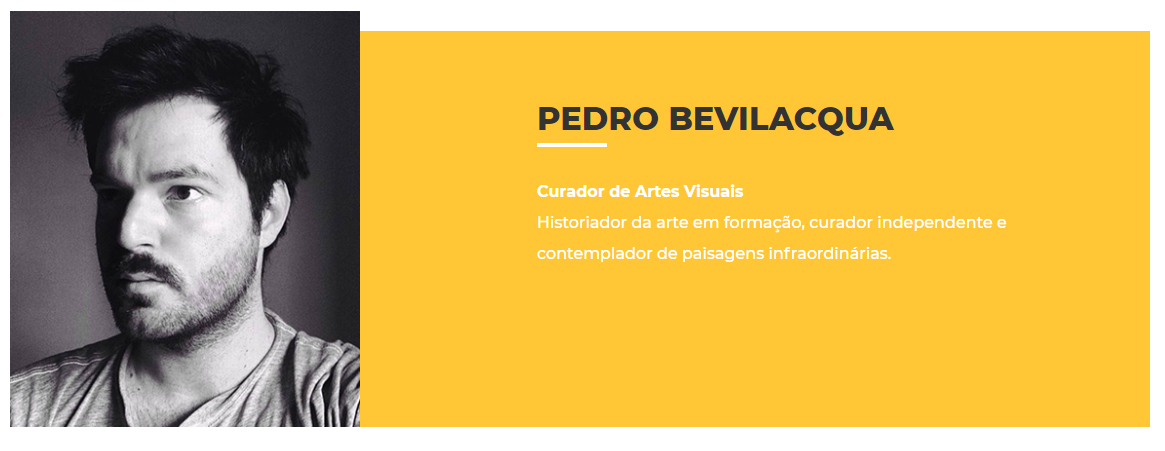 PEDRO BEVILACQUA
Curador de Artes Visuais
Historiador da arte em formação, curador independente e
contemplador de paisagens infraordinárias.